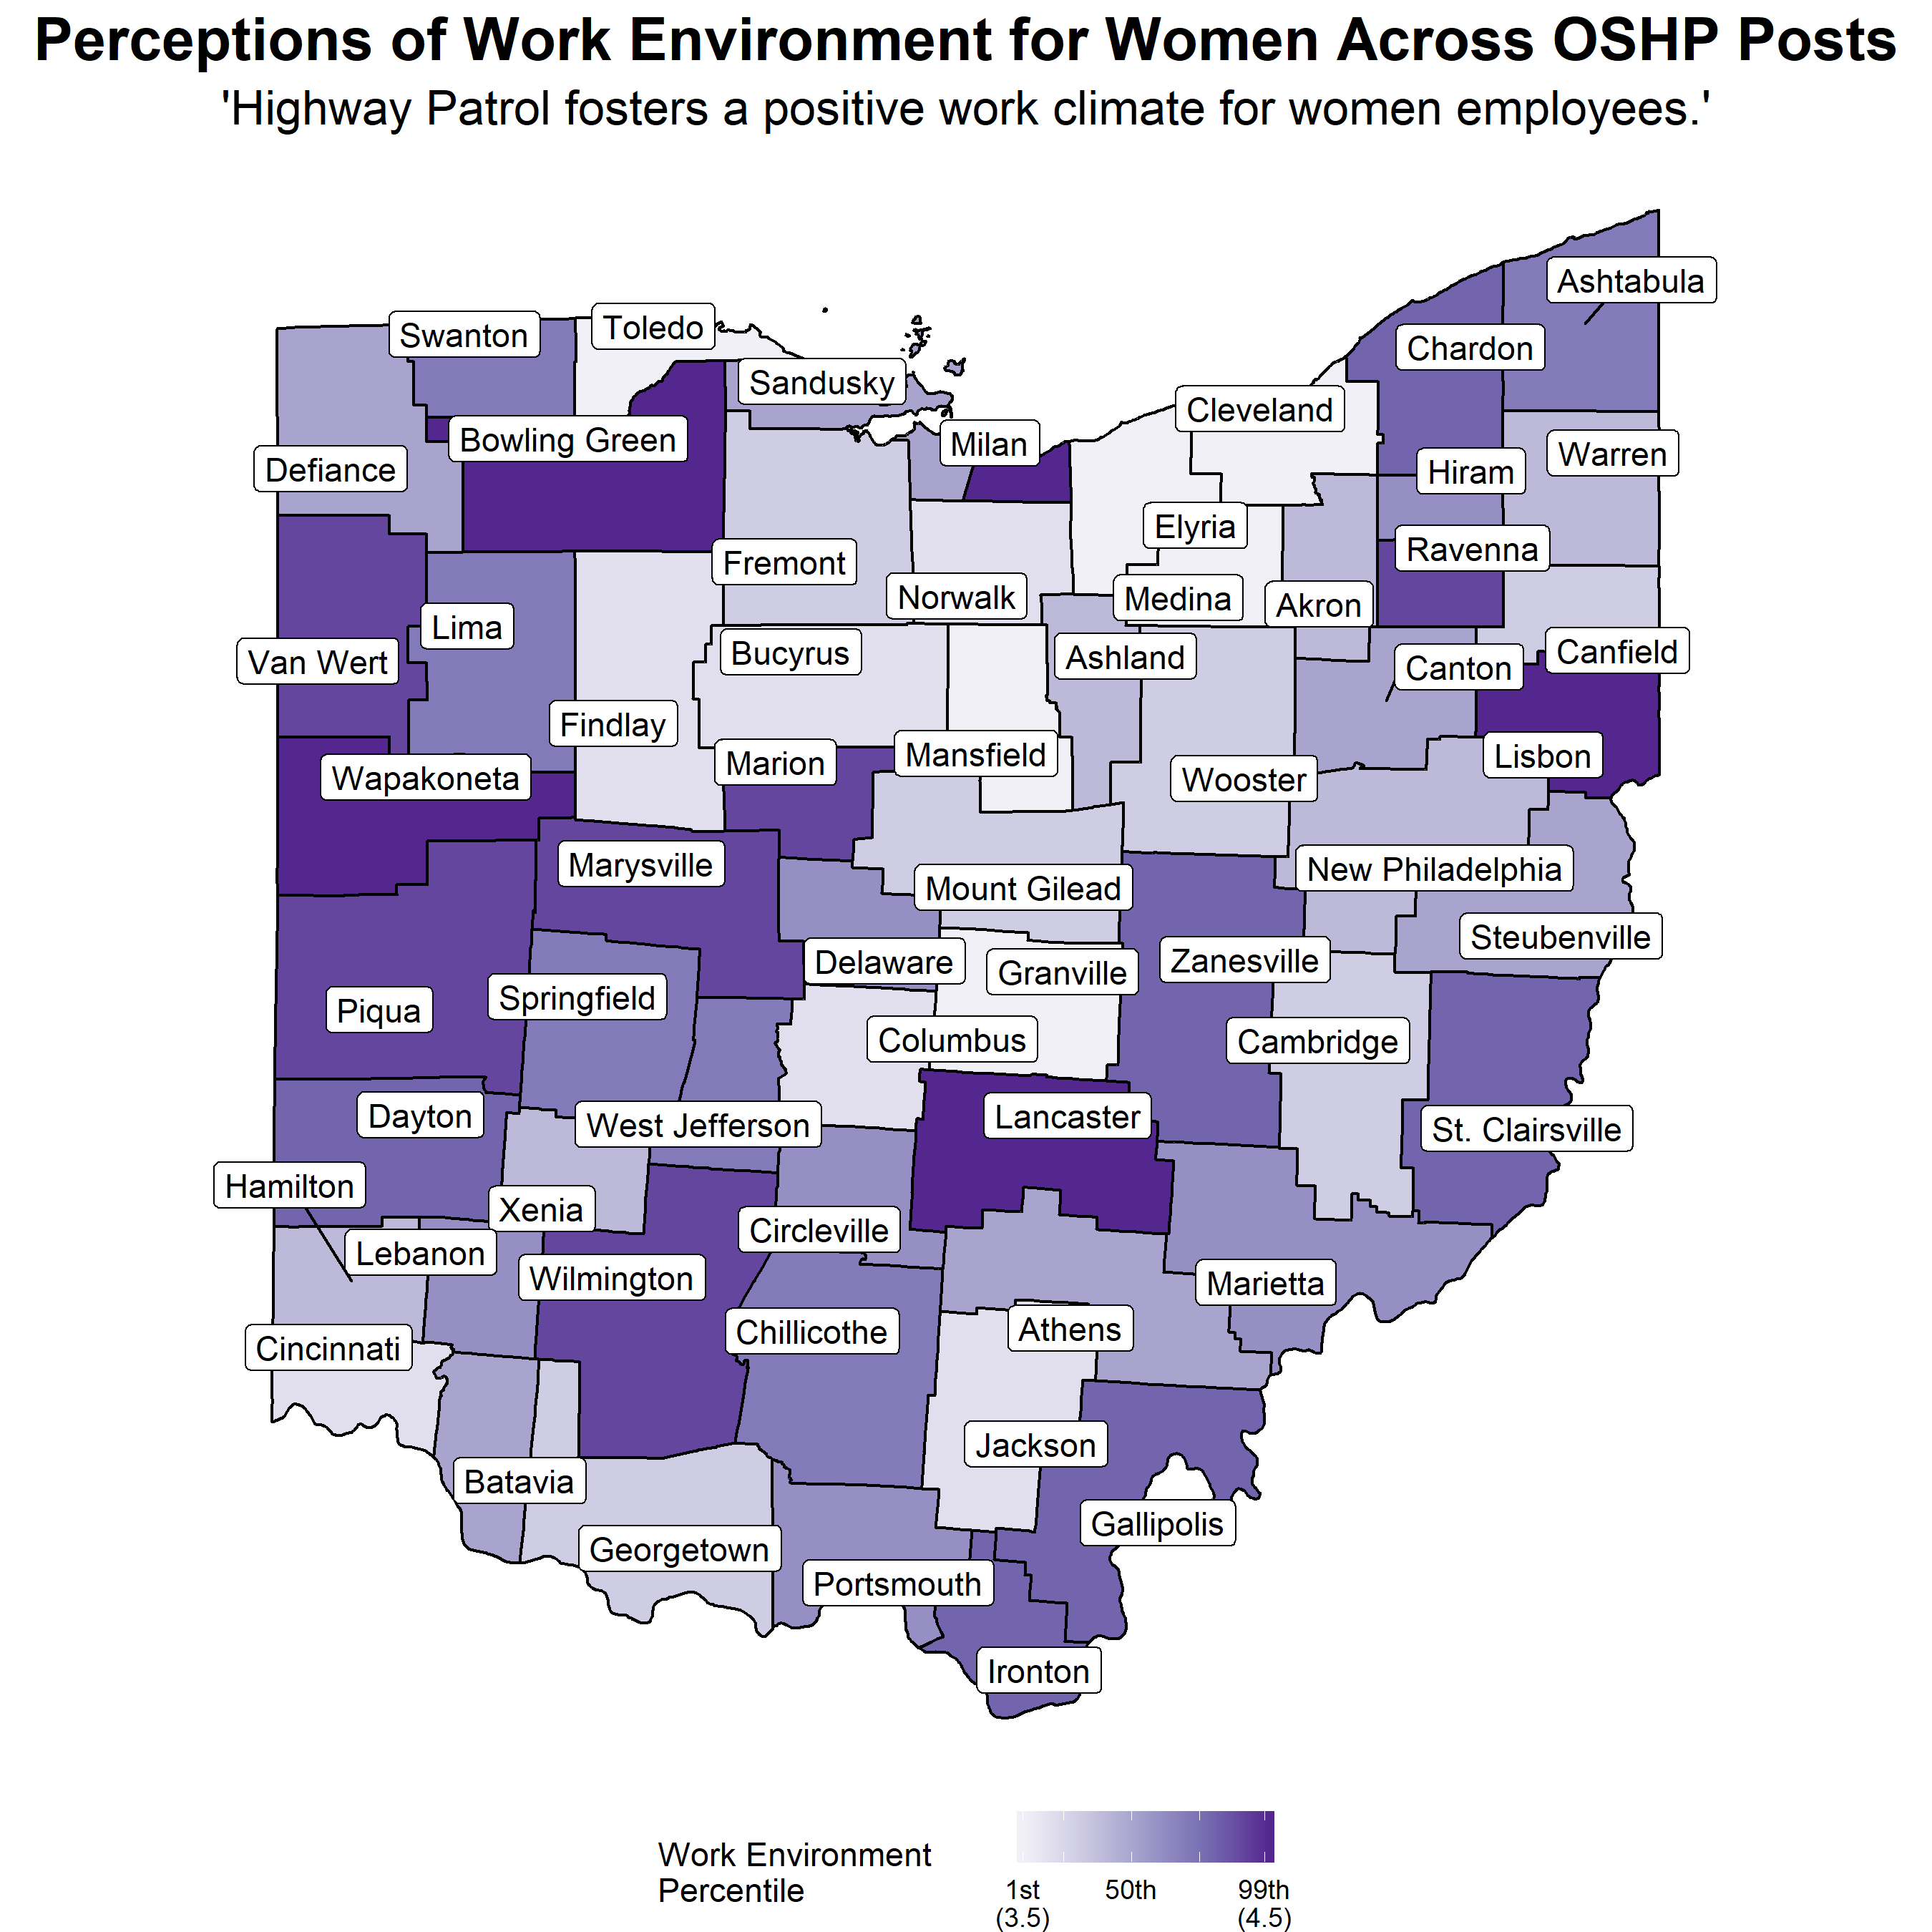 Perceptions of Work Environment for Women Across OSHP Posts
'Highway Patrol fosters a positive work climate for women employees.'
Ashtabula
Swanton
Toledo
Chardon
Sandusky
Cleveland
Bowling Green
Milan
Warren
Defiance
Hiram
Elyria
Ravenna
Fremont
Norwalk
Medina
Akron
Lima
Van Wert
Bucyrus
Ashland
Canton
Canfield
Findlay
Marion
Mansfield
Lisbon
Wapakoneta
Wooster
Marysville
New Philadelphia
Mount Gilead
Steubenville
Delaware
Granville
Zanesville
Piqua
Springfield
Columbus
Cambridge
Dayton
West Jefferson
Lancaster
St. Clairsville
Hamilton
Xenia
Circleville
Lebanon
Wilmington
Marietta
Cincinnati
Chillicothe
Athens
Jackson
Batavia
Gallipolis
Georgetown
Portsmouth
Ironton
Work Environment
Percentile
1st 50th 99th
(3.5) (4.5)